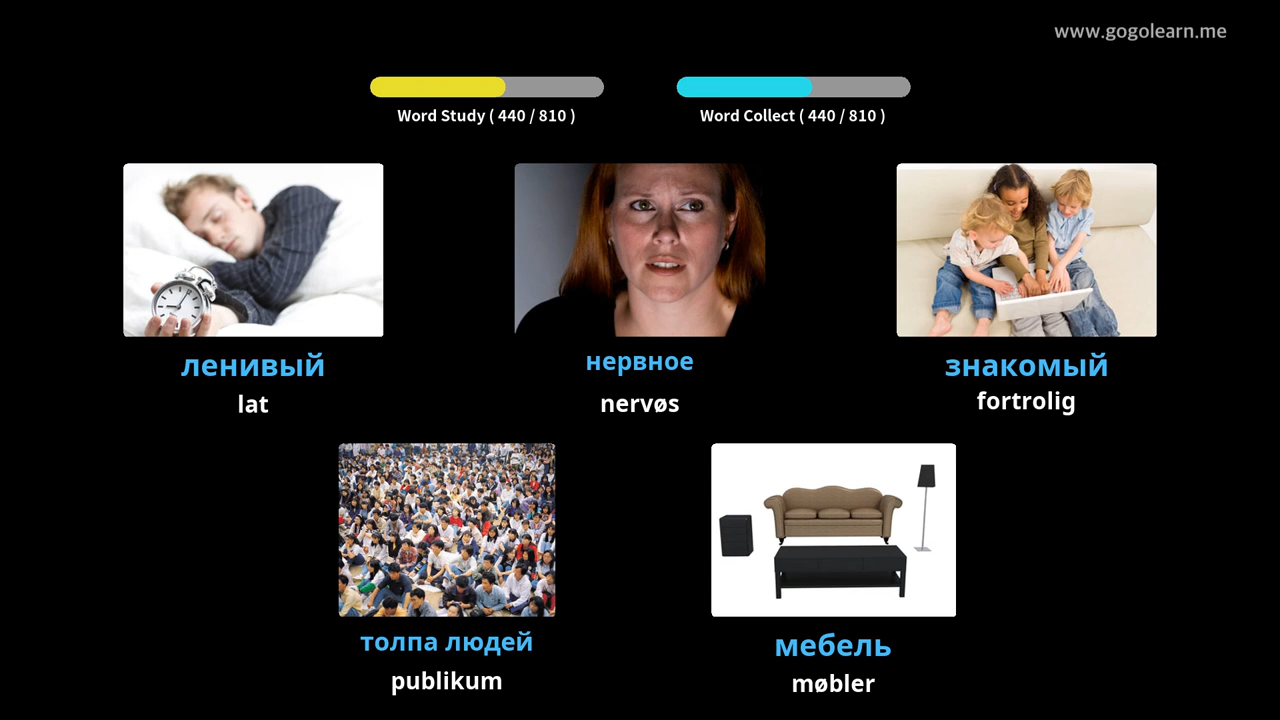 www.gogolearn.me
Word Study ( 440 / 810 )
Word Collect ( 440 / 810 )
ленивый
lat
нервное
nervøs
знакомый
fortrolig
толпа людей
publikum
мебель
møbler